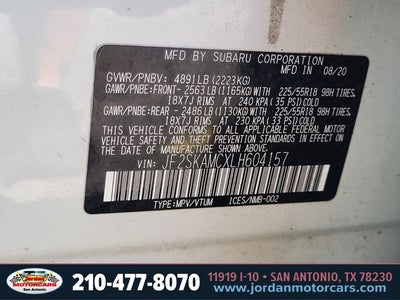 MFD. BY SUBARU CORPORATION
GVWR/PNBV: 4891LB (2223KG) MFD IN 08/20
GAWR/PNBE:FRONT- 2563LB (1165KG) WITH 225/55R18 98H TIRES,
18X7J RIMS AT 240 KPA (35 PSI) COLD
GAWR/PNBE:REAR - 2486LB (1130KG) WITH 225/55R18 98H TIRES,
18X7J RIMS AT 230 KPA (33 PSI) COLD
THIS VEHICLE CONFORMS TO ALL APPLICABLE FEDERAL MOTOR
VEHICLE SAFETY, BUMPER, AND THEFT PREVENTION STANDARDS
IN EFFECT ON THE DATE OF MANUFACTURE SHOWN ABOVE.
VIN: JF2SKAMCXLH604157
TYPE:MPV/VTUM ICES/NMB-002
JORDAN
MOTORCARS
San Antonio
210-477-8070
11919 I-10 • SAN ANTONIO, TX 78230
www.jordanmotorcars.com